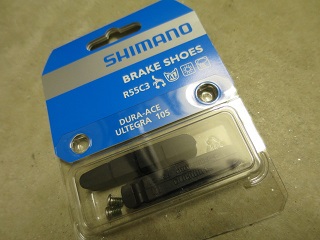 SHIMANO
BRAKE SHOES
R55C3
DURA-ACE
ULTEGRA 105